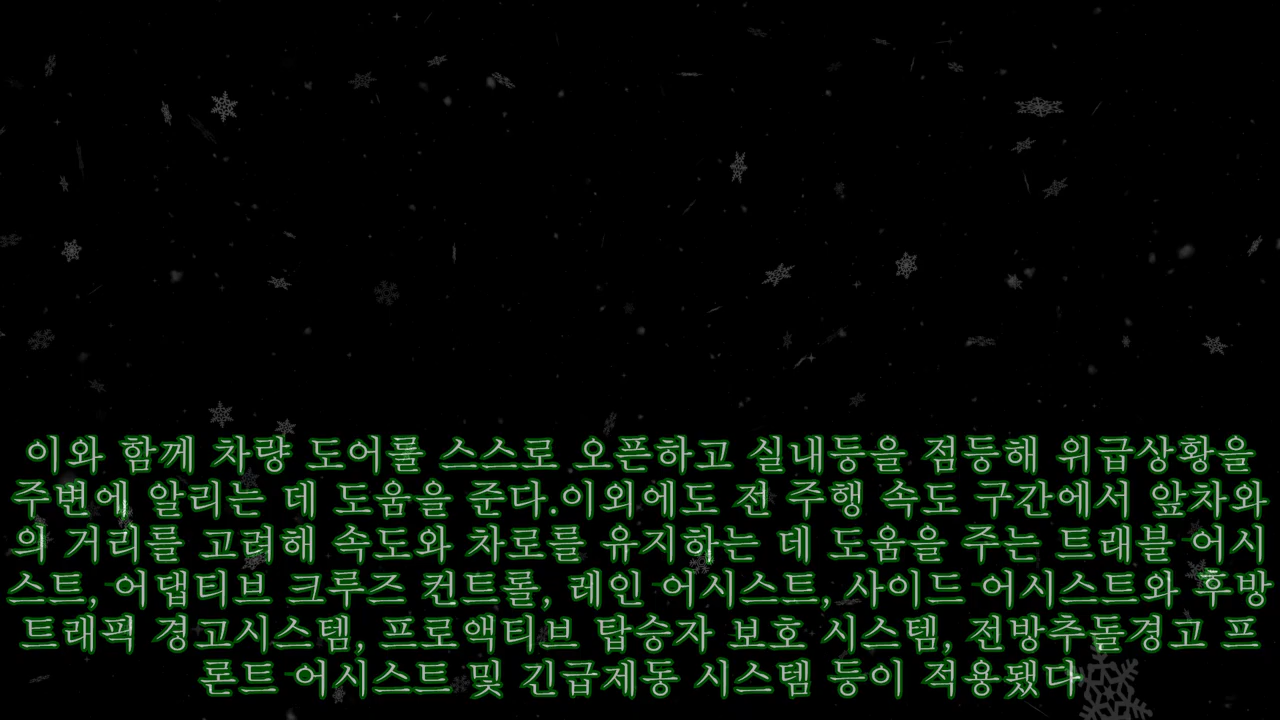 이와 함께 차량 도어를 스스로 오픈하고 실내등을 점등해 위급상황을
주변에 알리는 데 도움을 준다.이외에도 전 주행 속도 구간에서 앞차와
의 거리를 고려해 속도와 차로를 유지하는 데 도움을 주는 트래블 어시
스트, 어댑티브 크루즈 컨트롤, 레인 어시스트, 사이드 어시스트와 후방
트래픽 경고시스템, 프로액티브 탑승자 보호 시스템, 전방추돌경고 프
론트 어시스트 및 긴급제동 시스템 등이 적용됐다